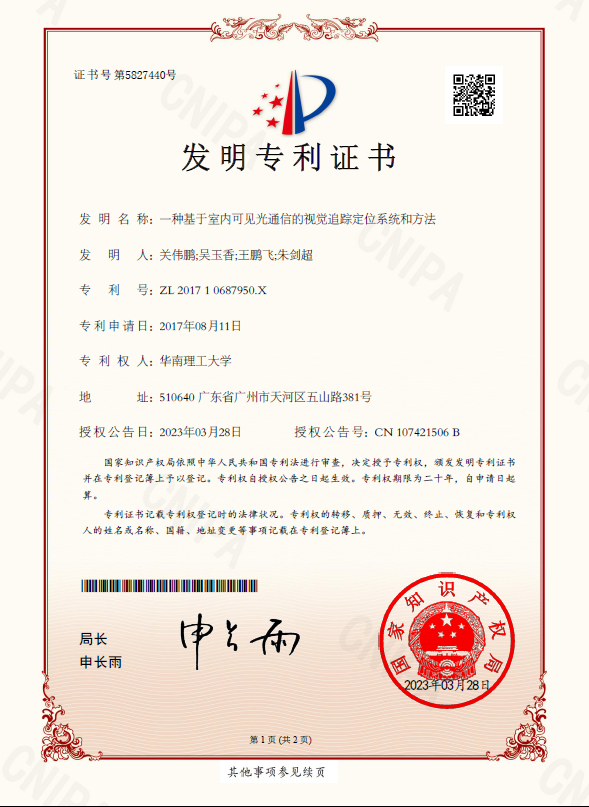 证书号第5827440号
发明专利证书
发明名称：一种基于室内可见光通信的视觉追踪定位系统和方法
发明人：关伟鹏;吴玉香;王鹏飞;朱剑超
专利号：ZL 2017 1 0687950.X
专利申请日：2017年08月11日
专利权人：华南理工大学
地址：510640 广东省广州市天河区五山路381号
授权公告日：2023年03月28日 授权公告号：CN 107421506 B
国家知识产权局依照中华人民共和国专利法进行审查，决定授予专利权，颁发发明专利证书
并在专利登记簿上予以登记。专利权自授权公告之日起生效。专利权期限为二十年，自申请日起
算。
专利证书记载专利权登记时的法律状况。专利权的转移、质押、无效、终止、恢复和专利权
人的姓名或名称、国籍、地址变更等事项记载在专利登记簿上。
局长
申长雨
申长雨
国家知识产权局
2023年03月28日
第 1 页 (共 2 页)
其他事项参见续页
CNIPA
CNIPA
CNIPA
CNIPA
CNIPA
CNIPA